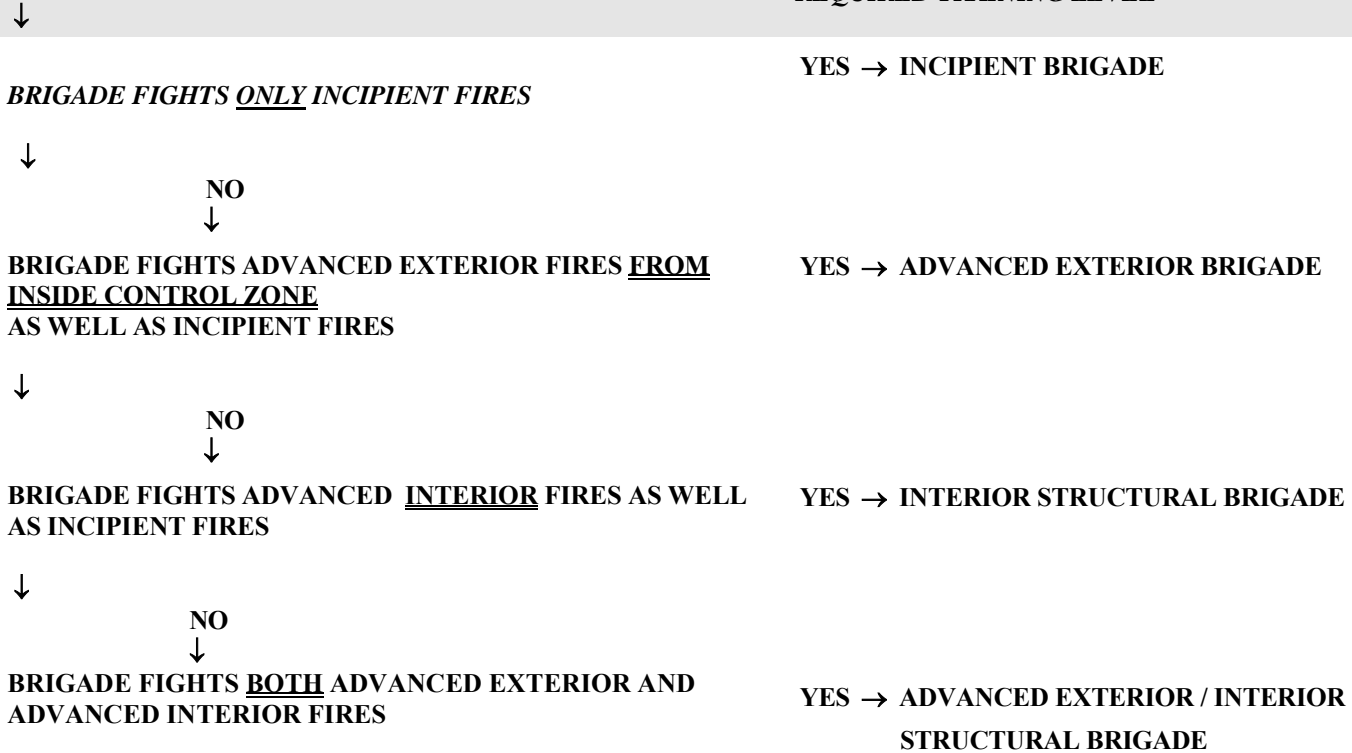 ↓
YES → INCIPIENT BRIGADE
BRIGADE FIGHTS ONLY INCIPIENT FIRES
↓
NO
↓
BRIGADE FIGHTS ADVANCED EXTERIOR FIRES FROM
INSIDE CONTROL ZONE
AS WELL AS INCIPIENT FIRES
YES → ADVANCED EXTERIOR BRIGADE
↓
NO
↓
BRIGADE FIGHTS ADVANCED INTERIOR FIRES AS WELL
AS INCIPIENT FIRES
YES → INTERIOR STRUCTURAL BRIGADE
↓
NO
↓
BRIGADE FIGHTS BOTH ADVANCED EXTERIOR AND
ADVANCED INTERIOR FIRES
YES → ADVANCED EXTERIOR / INTERIOR
STRUCTURAL BRIGADE